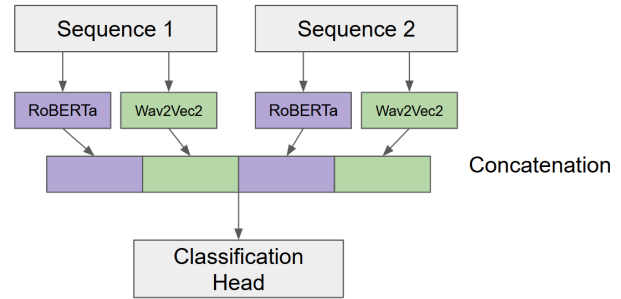 Sequence 1
Sequence 2
RoBERTa
Wav2Vec2
RoBERTa
Wav2Vec2
Concatenation
Classification
Head